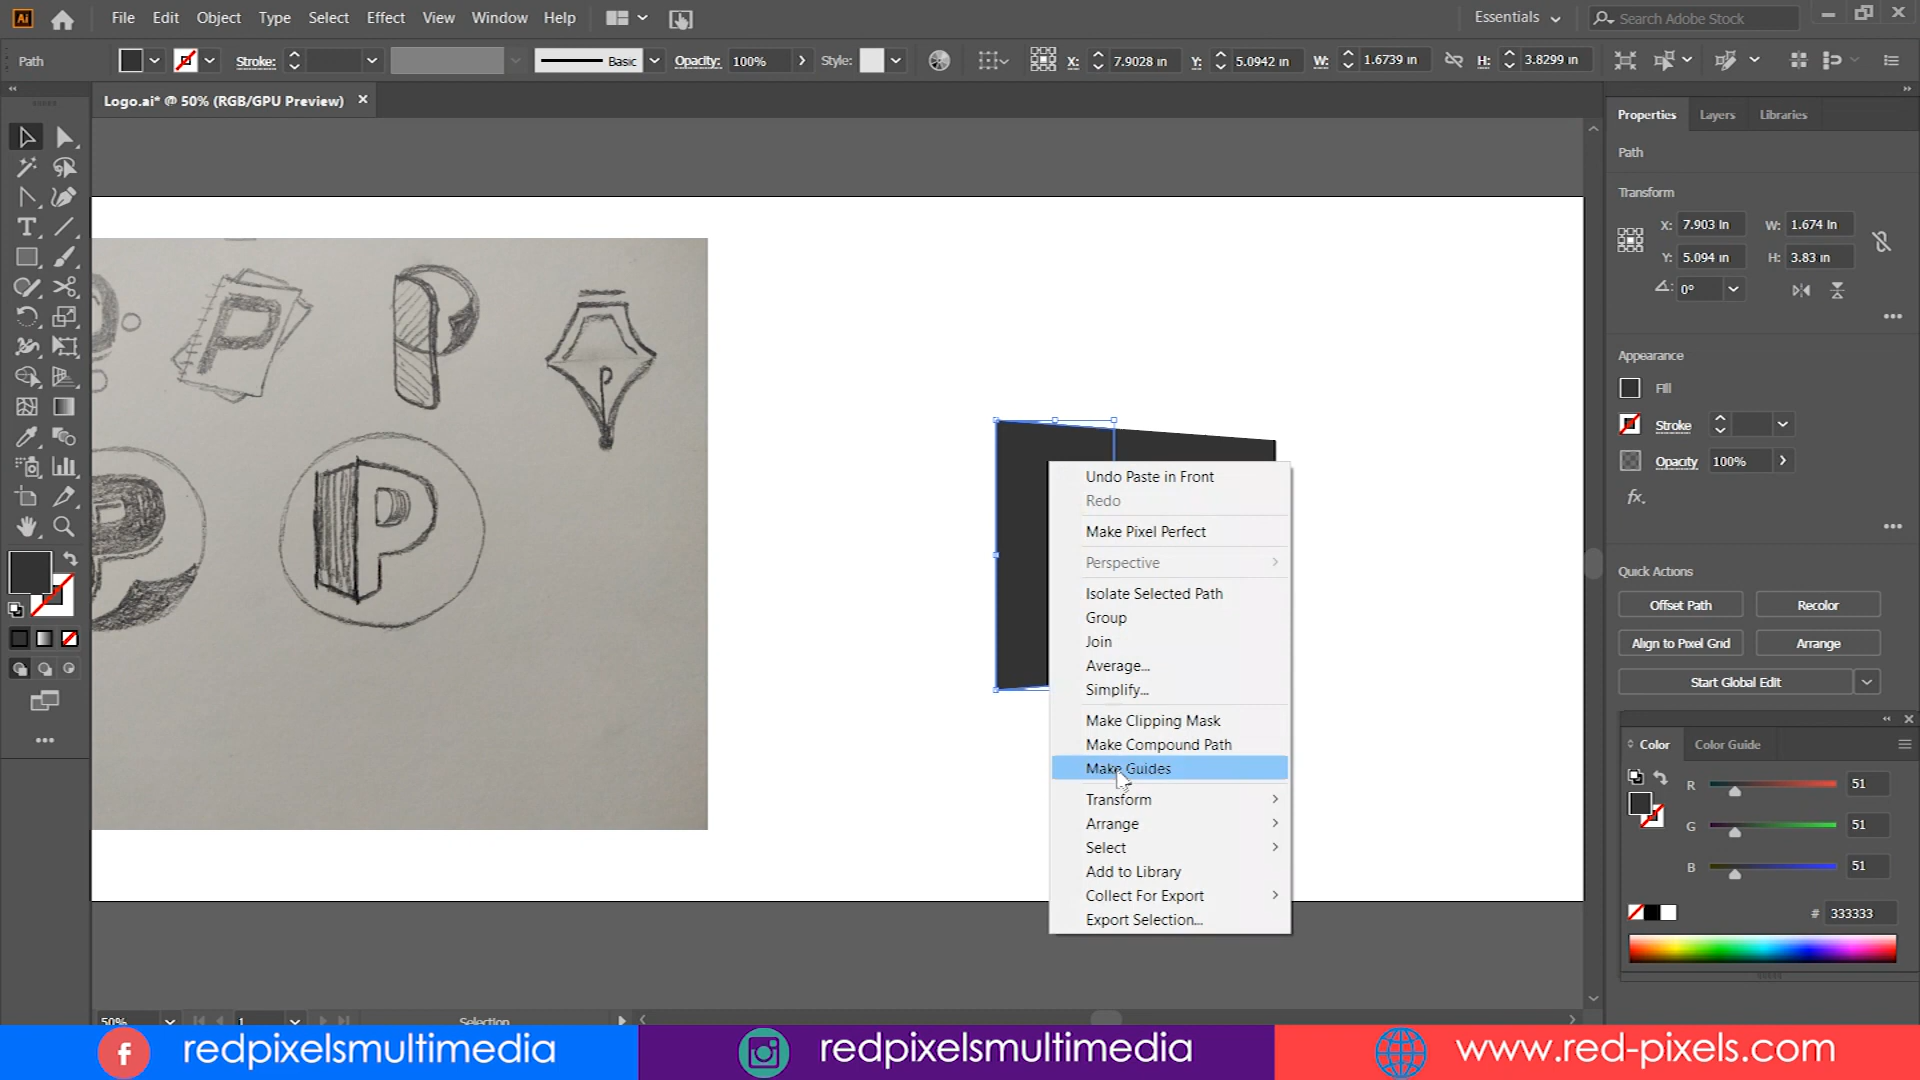 Ai File Edit Object Type Select Effect View Window Help Essentials Search Adobe Stock
Path Stroke: Basic Opacity: 100% Style: X: 7.9028 in Y: 5.0942 in W: 1.6739 in H: 3.8299 in
Logo.ai* @ 50% (RGB/GPU Preview)
Properties Layers Libraries
Path
Transform
X: 7.903 in W: 1.674 in
Y: 5.094 in H: 3.83 in
0°
Appearance
Fill
Stroke
Opacity 100%
fx.
Quick Actions
Offset Path Recolor
Align to Pixel Grid Arrange
Start Global Edit
Color Color Guide
R 51
G 51
B 51
# 333333
Undo Paste in Front
Redo
Make Pixel Perfect
Perspective
Isolate Selected Path
Group
Join
Average...
Simplify...
Make Clipping Mask
Make Compound Path
Make Guides
Transform
Arrange
Select
Add to Library
Collect For Export
Export Selection...
P
P
P
P
P
50% 1 Selection
f redpixelsmultimedia redpixelsmultimedia www.red-pixels.com